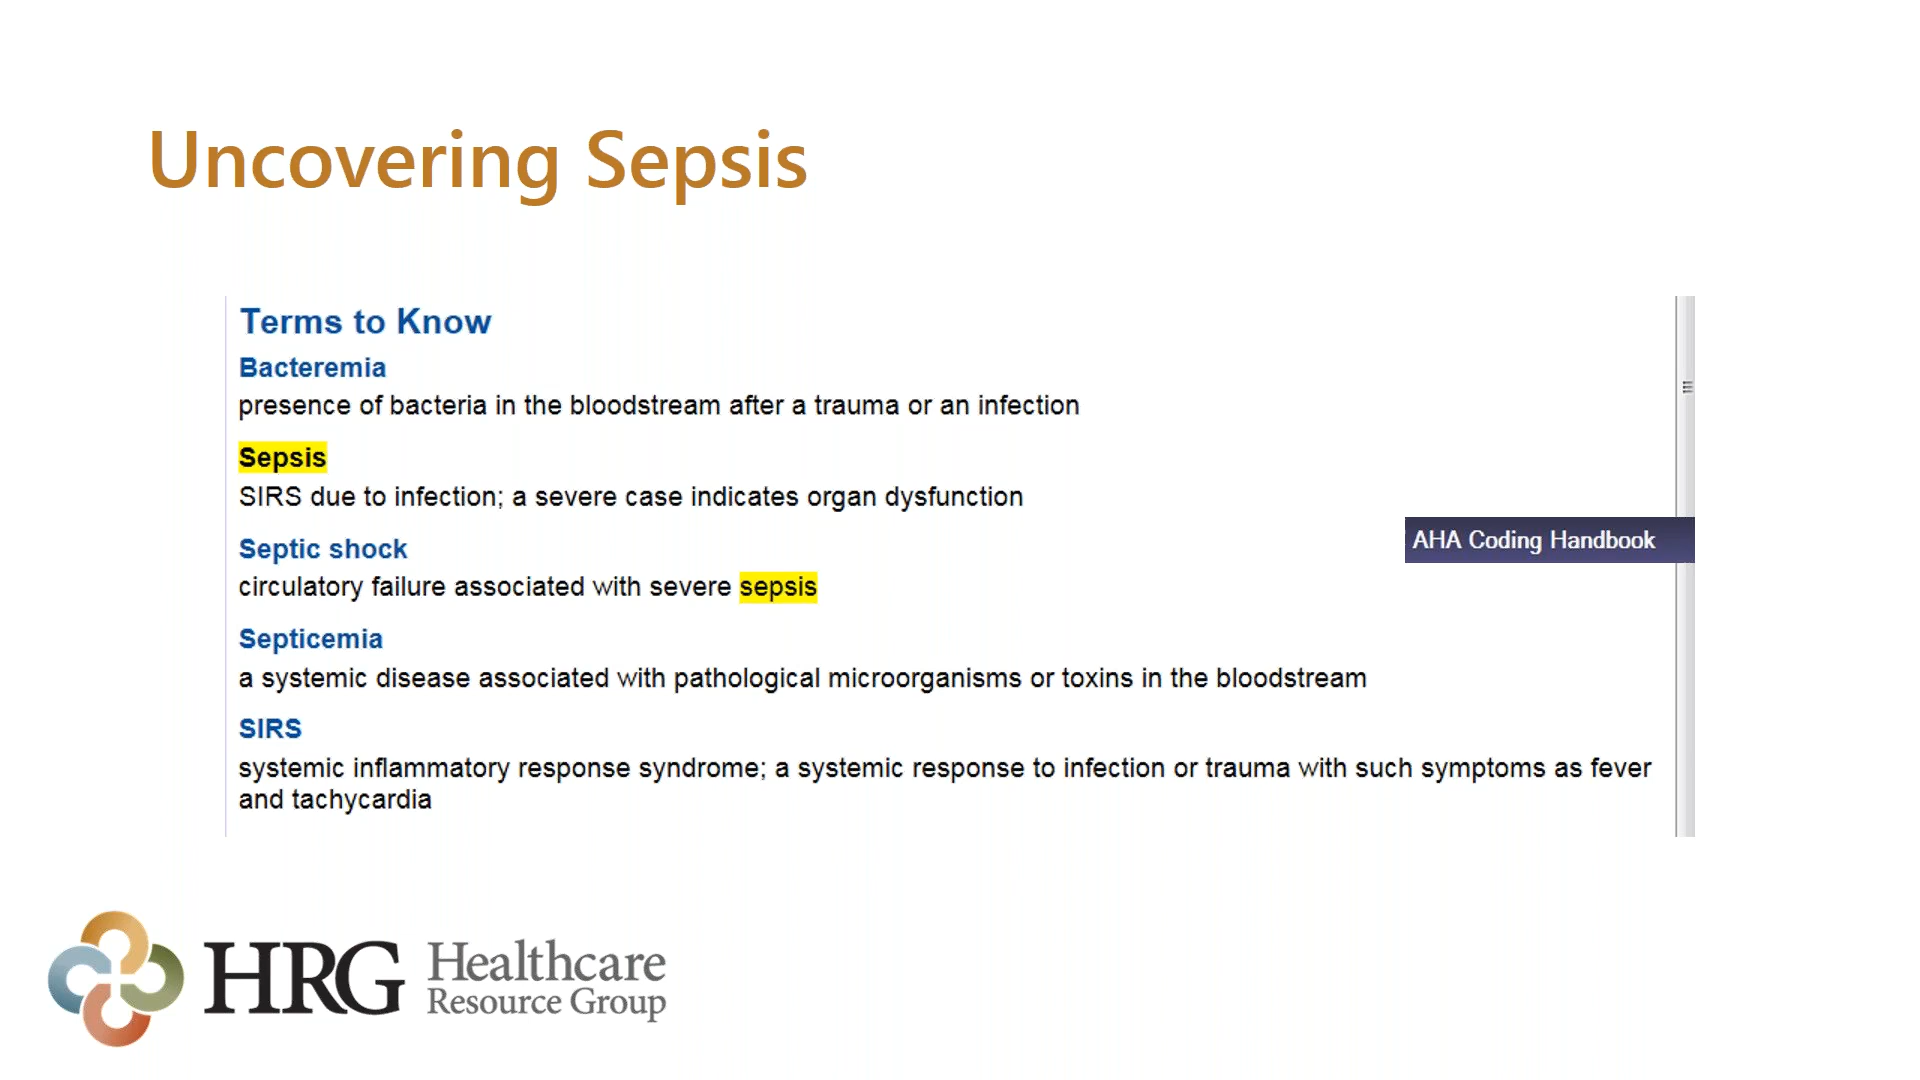 Uncovering Sepsis
Terms to Know
Bacteremia
presence of bacteria in the bloodstream after a trauma or an infection
Sepsis
SIRS due to infection; a severe case indicates organ dysfunction
Septic shock
AHA Coding Handbook
circulatory failure associated with severe sepsis
Septicemia
a systemic disease associated with pathological microorganisms or toxins in the bloodstream
SIRS
systemic inflammatory response syndrome; a systemic response to infection or trauma with such symptoms as fever
and tachycardia
HRG Healthcare
Resource Group